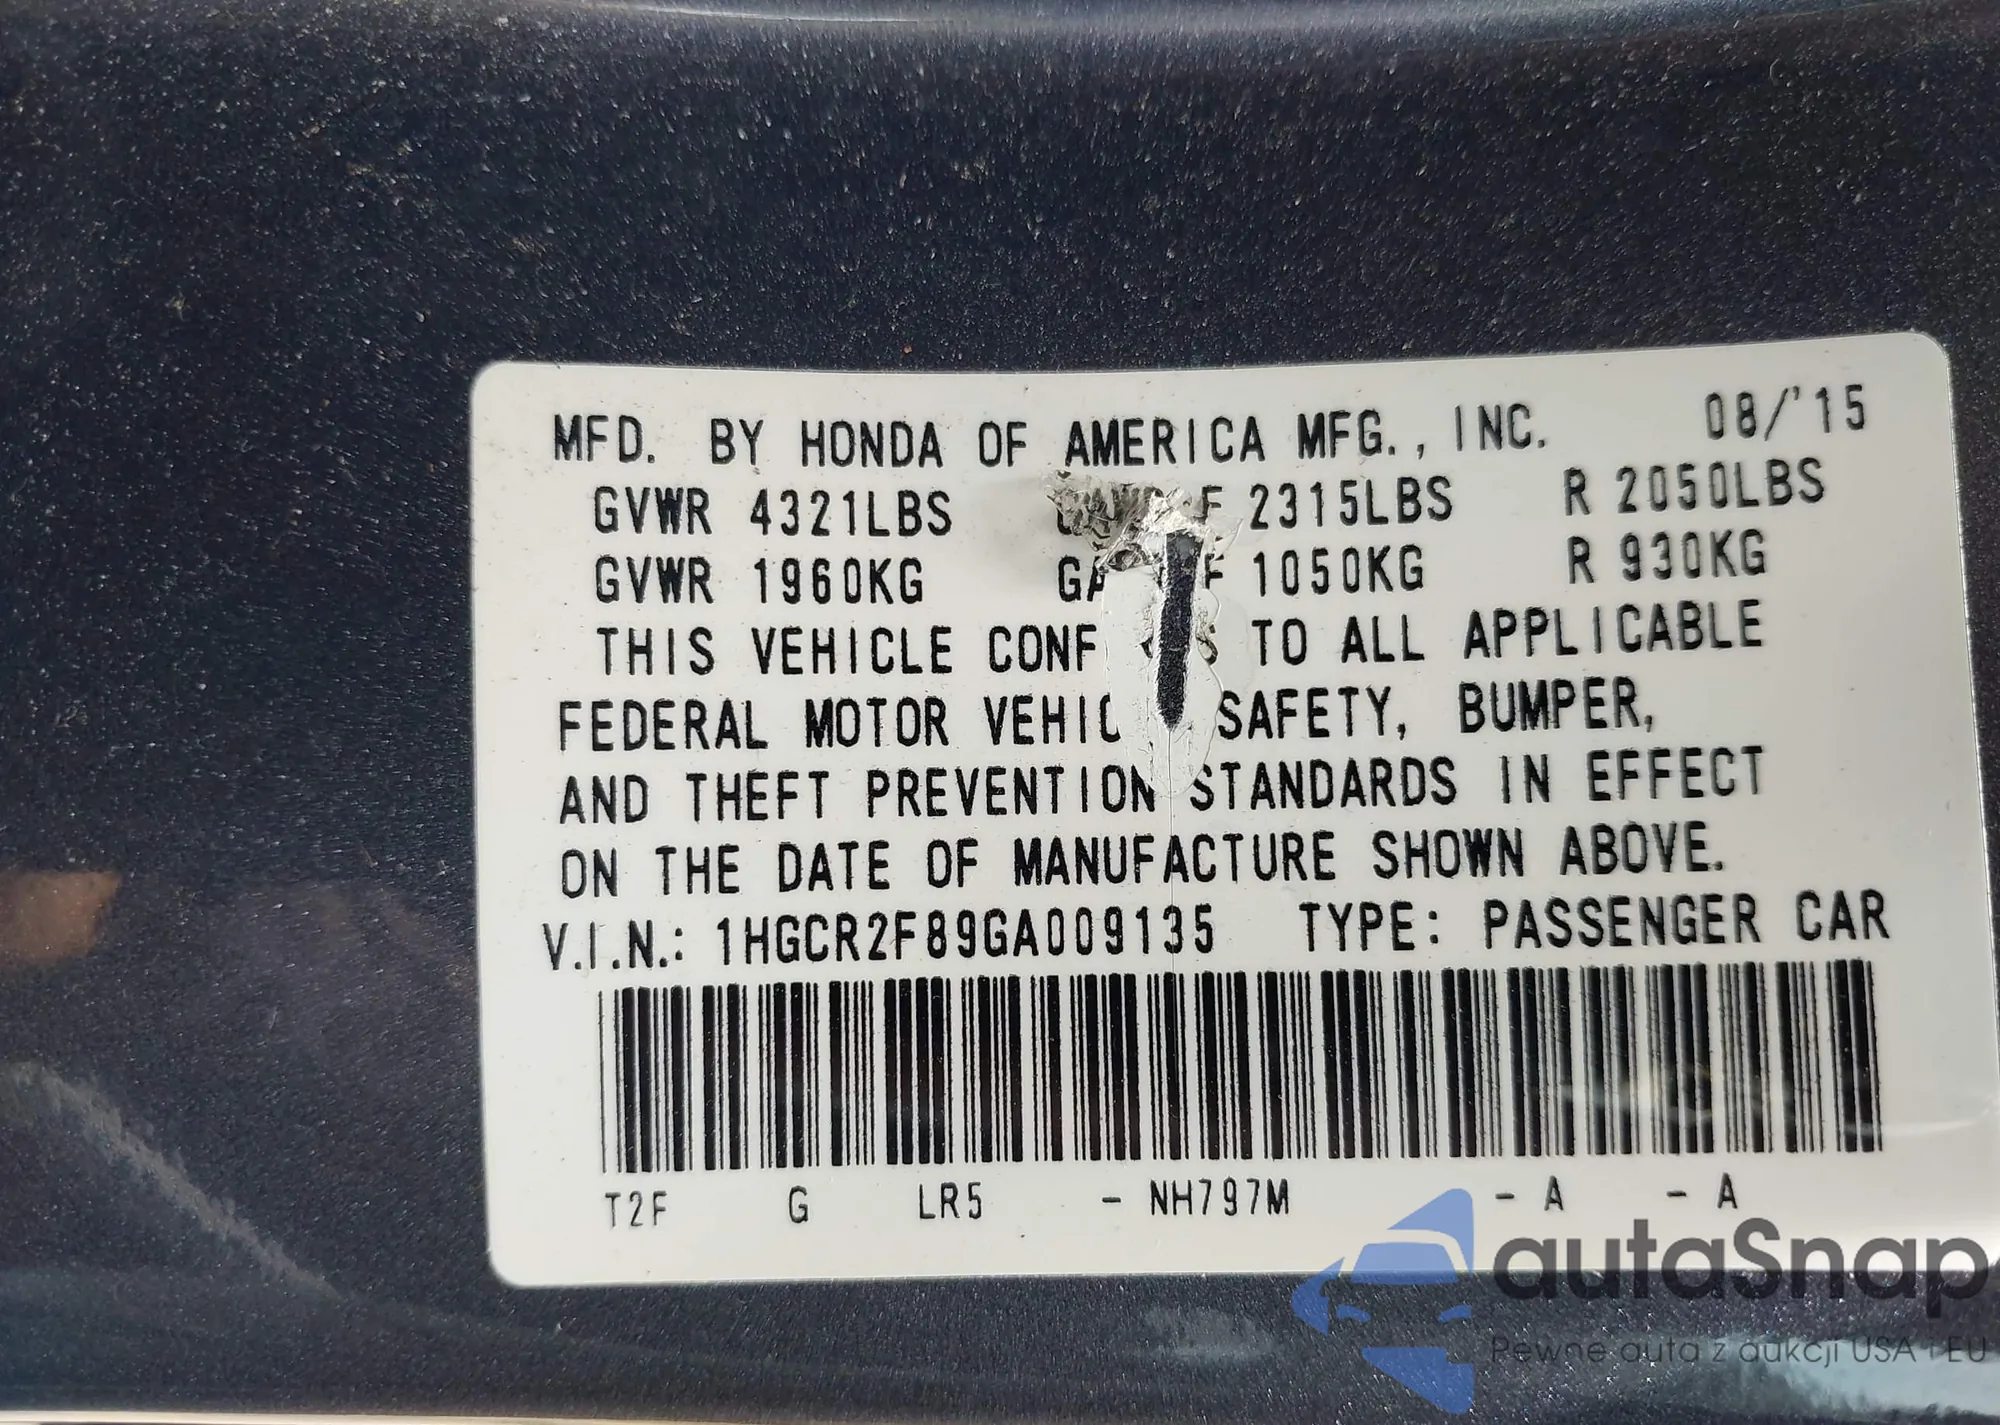 MFD. BY HONDA OF AMERICA MFG., INC. 08/'15
GVWR 4321LBS F 2315LBS R 2050LBS
GVWR 1960KG F 1050KG R 930KG
THIS VEHICLE TO ALL APPLICABLE
FEDERAL MOTOR SAFETY, BUMPER,
AND THEFT PREVENTION STANDARDS IN EFFECT
ON THE DATE OF MANUFACTURE SHOWN ABOVE.
V.I.N.: 1HGCR2F89GA009135 TYPE: PASSENGER CAR
T2F G LR5 - NH797M - A - A
autaSnap
Pewne auta z aukcji USA i EU